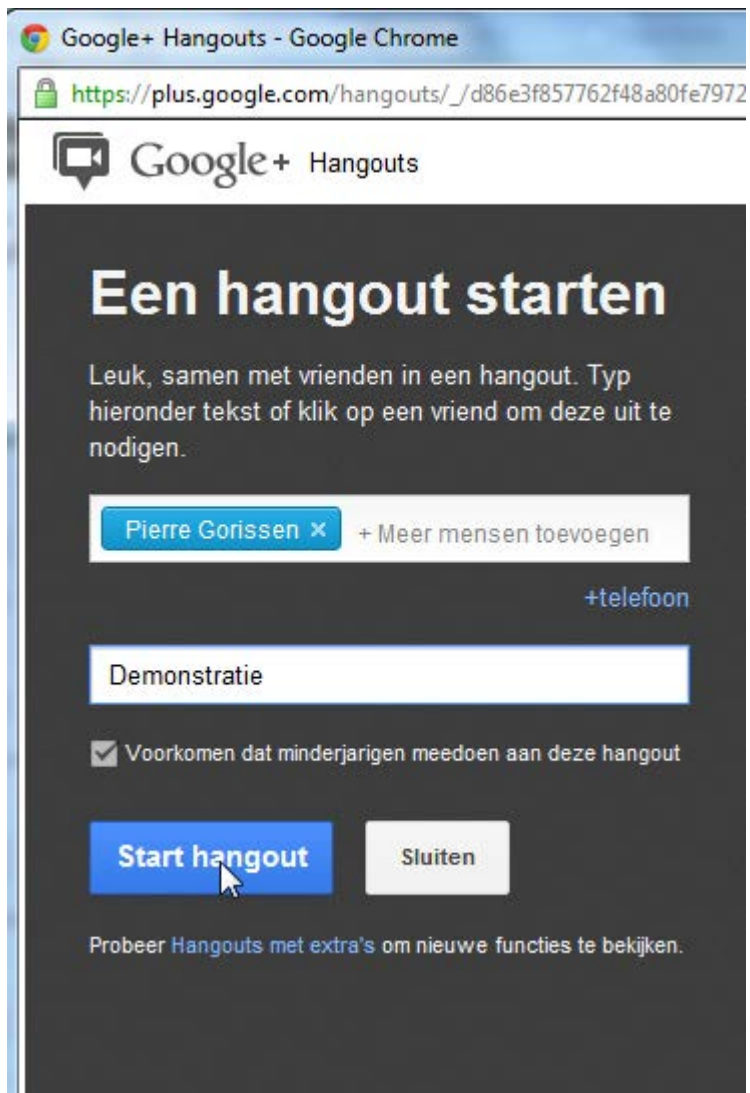 Google+ Hangouts - Google Chrome
https://plus.google.com/hangouts/_/d86e3f857762f48a80fe7972
Google+ Hangouts
Een hangout starten
Leuk, samen met vrienden in een hangout. Typ
hieronder tekst of klik op een vriend om deze uit te
nodigen.
Pierre Gorissen × + Meer mensen toevoegen
+telefoon
Demonstratie
Voorkomen dat minderjarigen meedoen aan deze hangout
Start hangout Sluiten
Probeer Hangouts met extra's om nieuwe functies te bekijken.